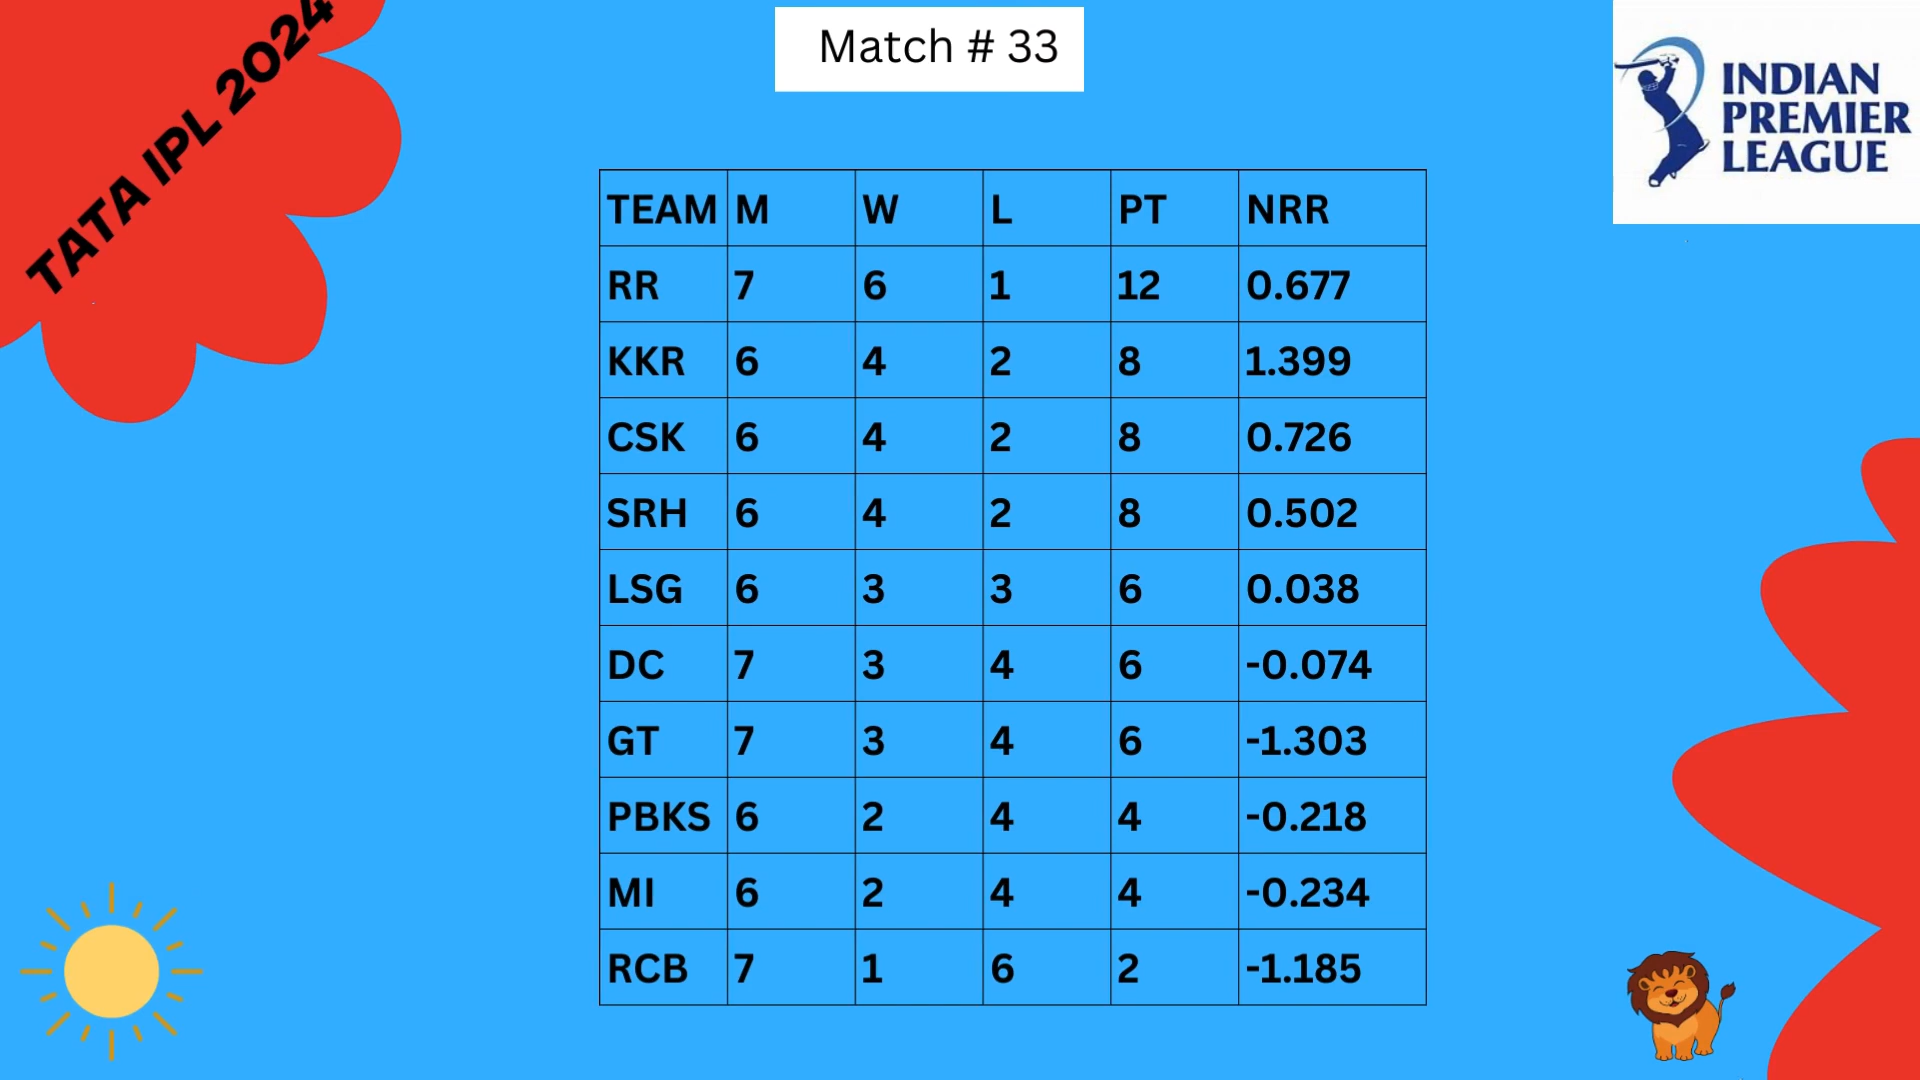 TATA IPL 2024
Match # 33
INDIAN
PREMIER
LEAGUE
TEAM M W L PT NRR
RR 7 6 1 12 0.677
KKR 6 4 2 8 1.399
CSK 6 4 2 8 0.726
SRH 6 4 2 8 0.502
LSG 6 3 3 6 0.038
DC 7 3 4 6 -0.074
GT 7 3 4 6 -1.303
PBKS 6 2 4 4 -0.218
MI 6 2 4 4 -0.234
RCB 7 1 6 2 -1.185